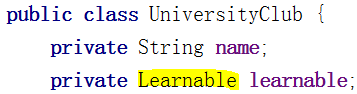 public class UniversityClub {
private String name;
private Learnable learnable;